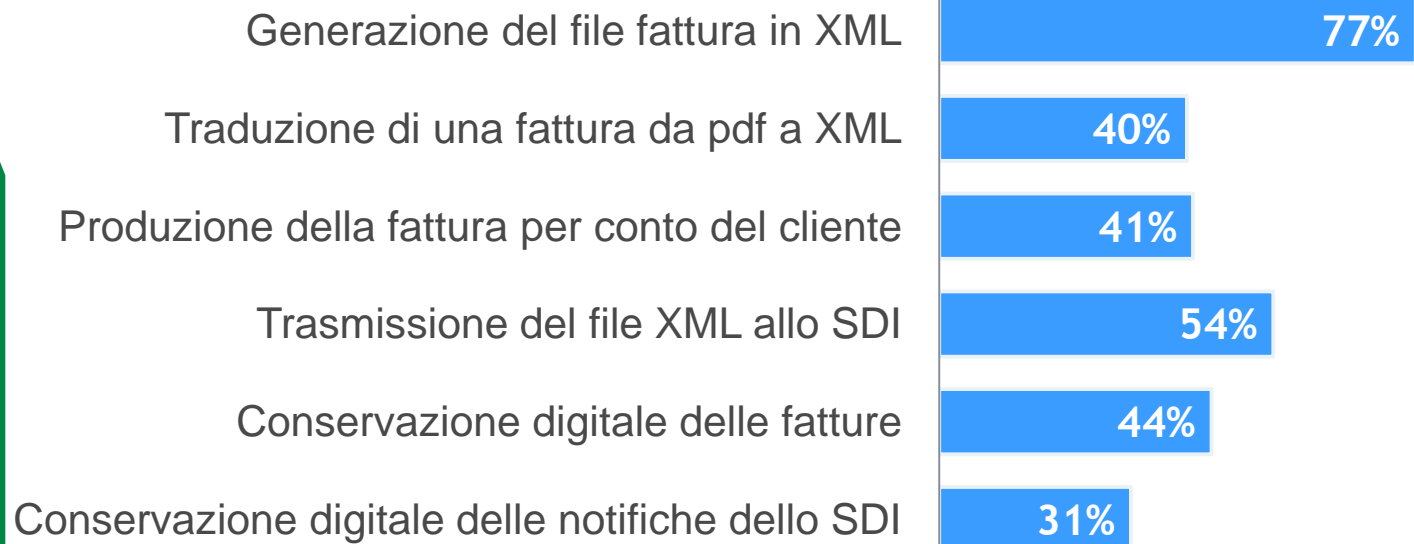 Generazione del file fattura in XML 77%
Traduzione di una fattura da pdf a XML 40%
Produzione della fattura per conto del cliente 41%
Trasmissione del file XML allo SDI 54%
Conservazione digitale delle fatture 44%
Conservazione digitale delle notifiche dello SDI 31%